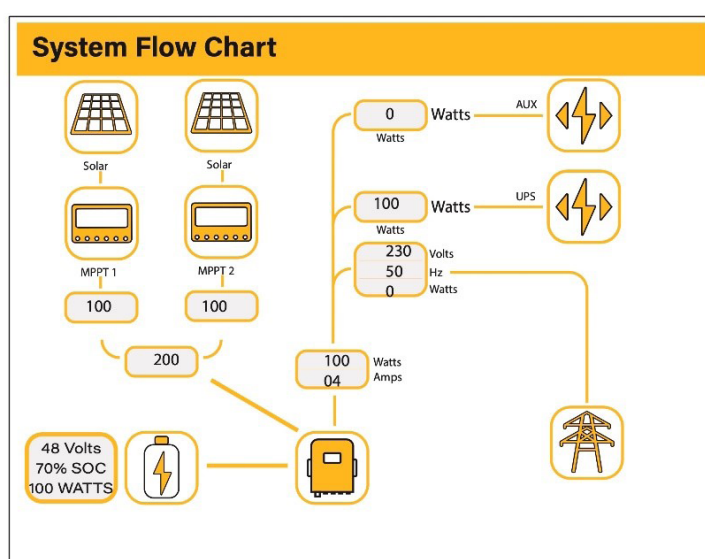 System Flow Chart
Solar
Solar
MPPT 1
MPPT 2
100
100
200
0 Watts
Watts
AUX
100 Watts
Watts
UPS
230 Volts
50 Hz
0 Watts
100 Watts
04 Amps
48 Volts
70% SOC
100 WATTS